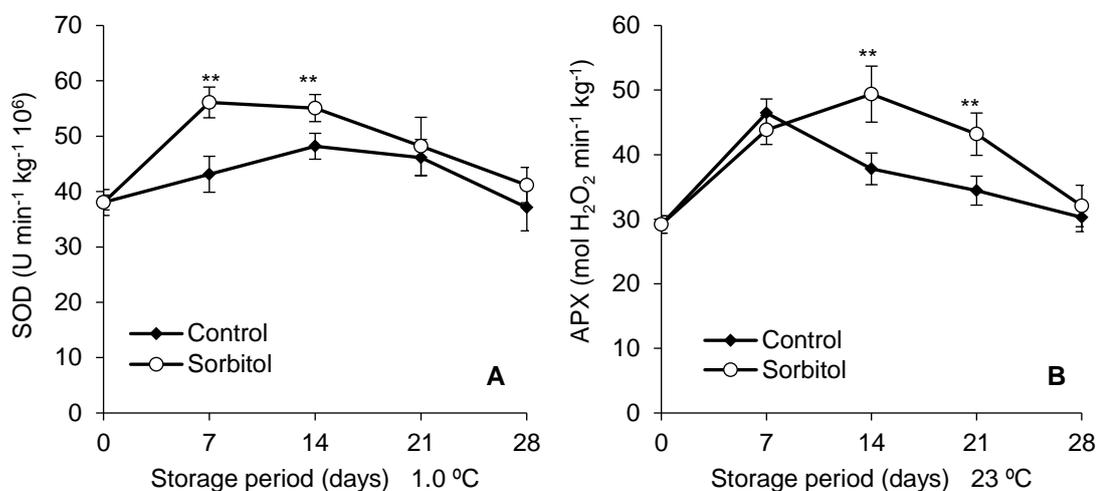 SOD (U min⁻¹ kg⁻¹ 10⁶)
70
60
50
40
30
20
10
0
** **
Control
Sorbitol
A
0 7 14 21 28
Storage period (days) 1.0 ⁰C
APX (mol H₂O₂ min⁻¹ kg⁻¹)
60
50
40
30
20
10
0
**
**
Control
Sorbitol
B
0 7 14 21 28
Storage period (days) 23 ⁰C